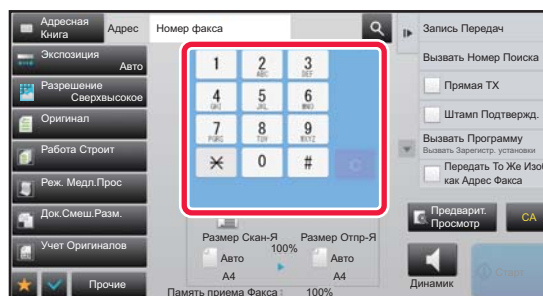 Адресная
Книга
Адрес
Номер факса
Экспозиция
Авто
Разрешение
Сверхвысокое
Оригинал
Работа Строит
Реж. Медл.Прос
Док.Смеш.Разм.
Учет Оригиналов
Прочие
1
2
ABC
3
DEF
4
GHI
5
JKL
6
MNO
7
PQRS
8
TUV
9
WXYZ
0
#
Размер Скан-Я
Размер Отпр-Я
100%
Авто
Авто
A4
A4
Память приема Факса
100%
Запись Передач
Вызвать Номер Поиска
Прямая TX
Штамп Подтвержд.
Вызвать Программу
Вызвать Зарегистр. установки
Передать То Же Изо
как Адрес Факса
Предварит.
Просмотр
CA
Динамик
Старт